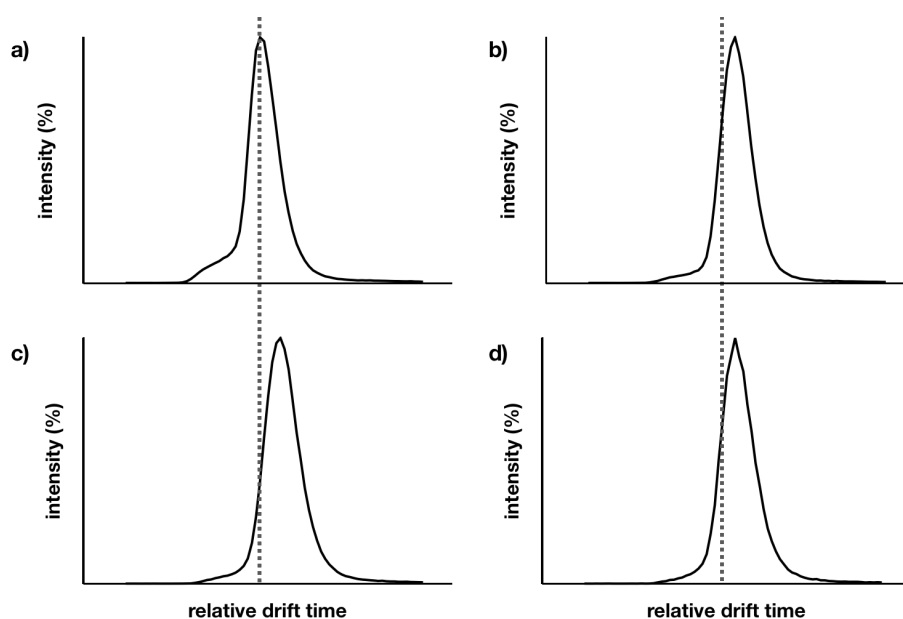 a)
intensity (%)
b)
intensity (%)
c)
intensity (%)
relative drift time
d)
intensity (%)
relative drift time